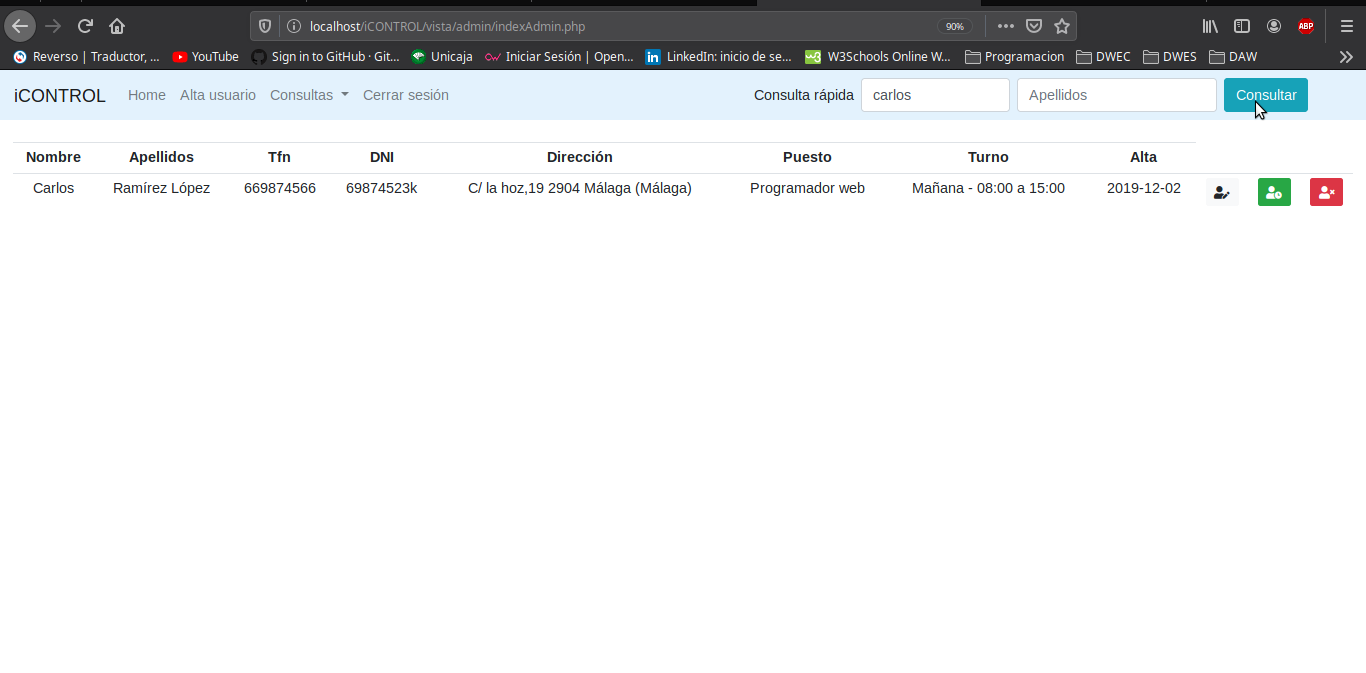 localhost/iCONTROL/vista/admin/indexAdmin.php 90% ABP
Reverso | Traductor, ... YouTube Sign in to GitHub · Git... Unicaja Iniciar Sesión | Open... LinkedIn: inicio de se... W3Schools Online W... Programacion DWEC DWES DAW
iCONTROL Home Alta usuario Consultas Cerrar sesión Consulta rápida carlos Apellidos Consultar
Nombre Apellidos Tfn DNI Dirección Puesto Turno Alta
Carlos Ramírez López 669874566 69874523k C/ la hoz,19 2904 Málaga (Málaga) Programador web Mañana - 08:00 a 15:00 2019-12-02